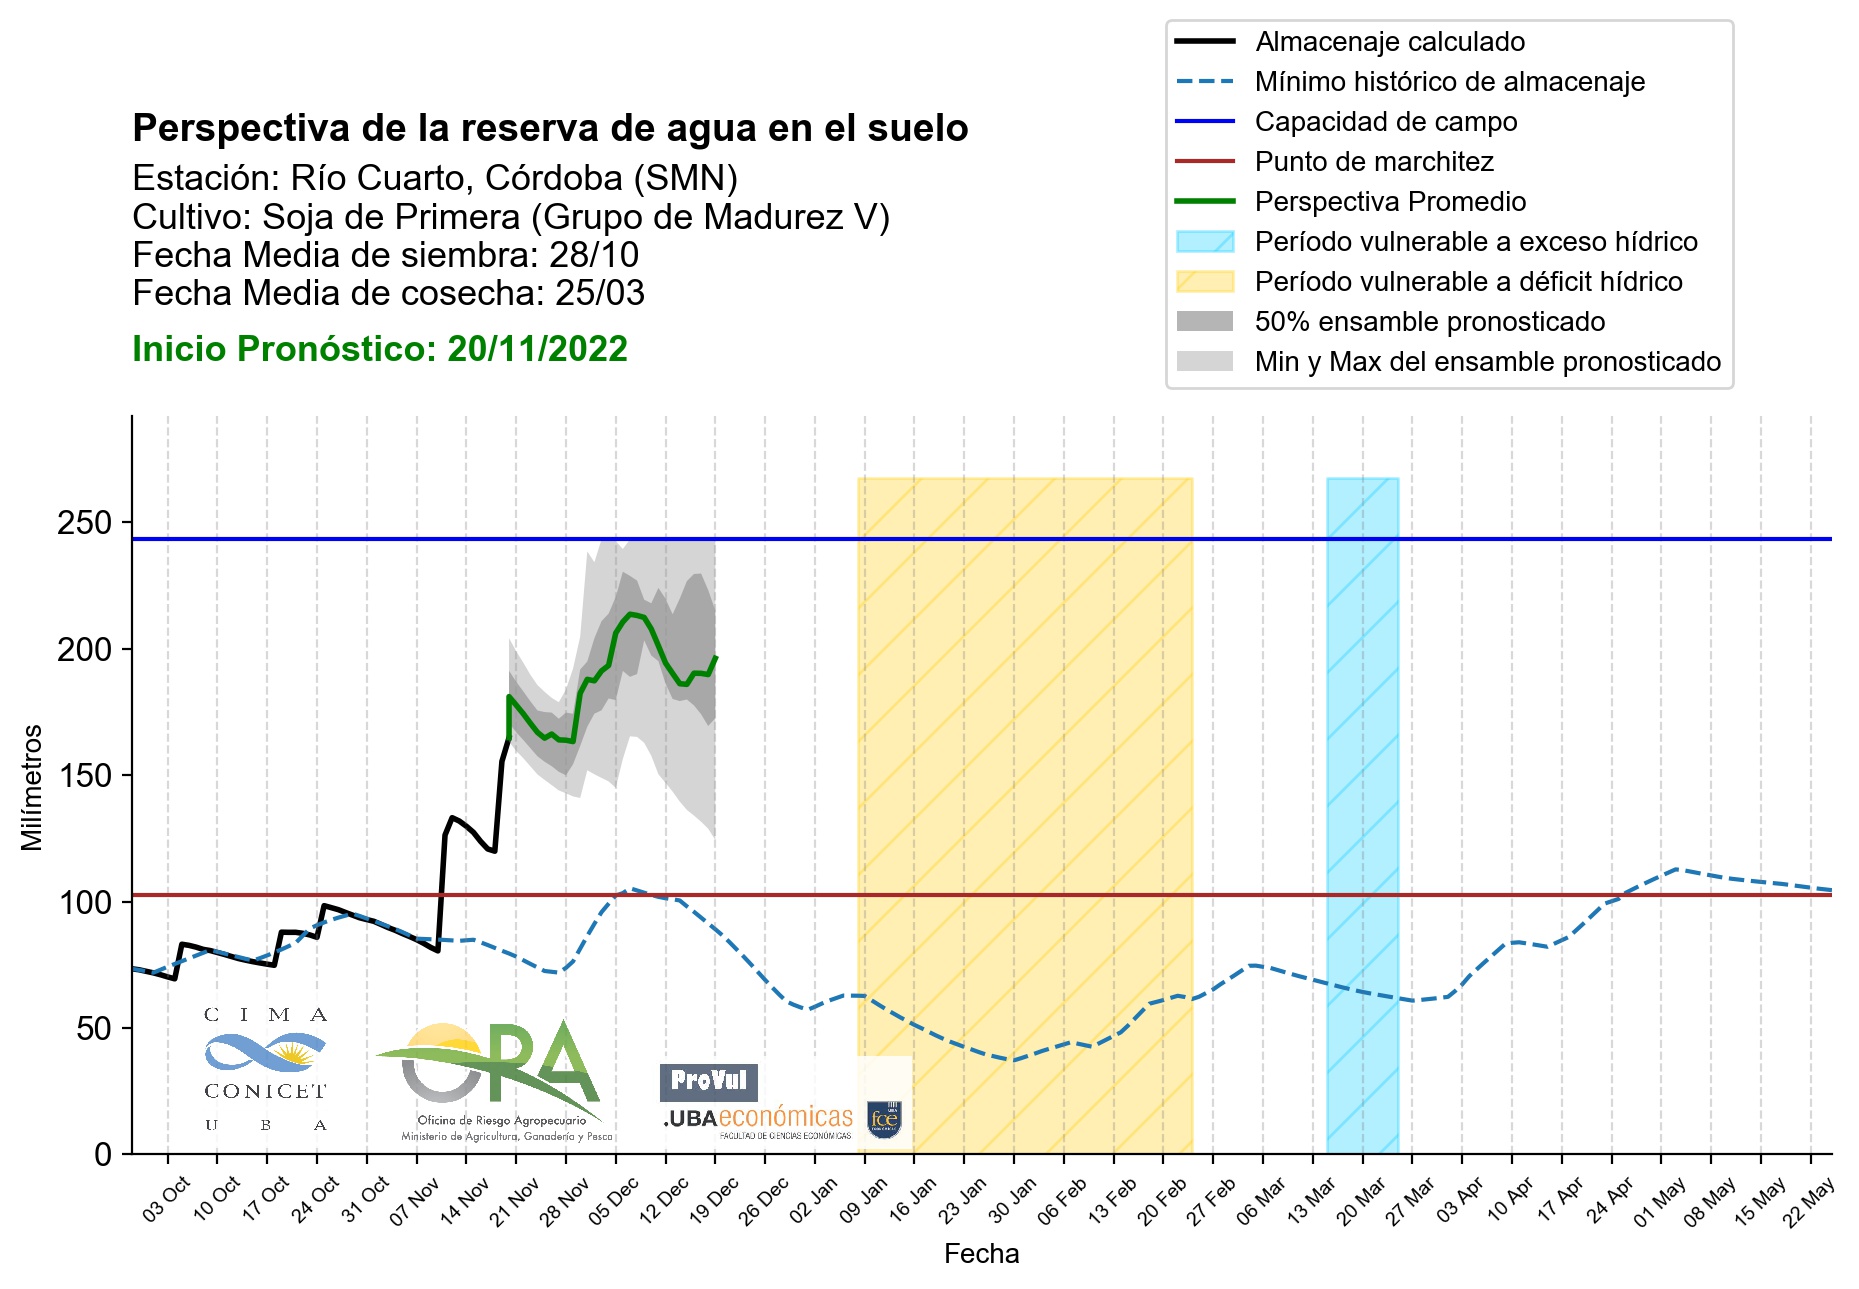 Almacenaje calculado
Mínimo histórico de almacenaje
Capacidad de campo
Punto de marchitez
Perspectiva Promedio
Período vulnerable a exceso hídrico
Período vulnerable a déficit hídrico
50% ensamble pronosticado
Min y Max del ensamble pronosticado
Perspectiva de la reserva de agua en el suelo
Estación: Río Cuarto, Córdoba (SMN)
Cultivo: Soja de Primera (Grupo de Madurez V)
Fecha Media de siembra: 28/10
Fecha Media de cosecha: 25/03
Inicio Pronóstico: 20/11/2022
Milímetros
250
200
150
100
50
0
CIMA
CONICET
UBA
ORA
Oficina de Riesgo Agropecuario
Ministerio de Agricultura, Ganadería y Pesca
ProVul
.UBAeconómicas
FACULTAD DE CIENCIAS ECONÓMICAS
fce
03 Oct
10 Oct
17 Oct
24 Oct
31 Oct
07 Nov
14 Nov
21 Nov
28 Nov
05 Dec
12 Dec
19 Dec
26 Dec
02 Jan
09 Jan
16 Jan
23 Jan
30 Jan
06 Feb
13 Feb
20 Feb
27 Feb
06 Mar
13 Mar
20 Mar
27 Mar
03 Apr
10 Apr
17 Apr
24 Apr
01 May
08 May
15 May
22 May
Fecha